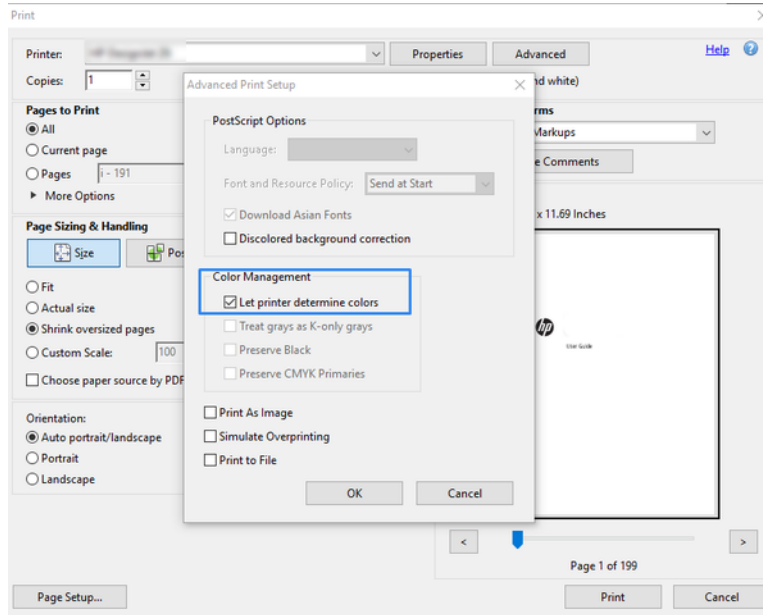 Print
Printer:
Properties
Advanced
Help
?
Copies:
1
nd white)
Advanced Print Setup
Pages to Print
All
Current page
Pages
i - 191
More Options
Page Sizing & Handling
Size
Pos
Fit
Actual size
Shrink oversized pages
Custom Scale:
100
Choose paper source by PDF
Orientation:
Auto portrait/landscape
Portrait
Landscape
PostScript Options
Language:
Font and Resource Policy:
Send at Start
Download Asian Fonts
Discolored background correction
Color Management
Let printer determine colors
Treat grays as K-only grays
Preserve Black
Preserve CMYK Primaries
Print As Image
Simulate Overprinting
Print to File
OK
Cancel
rms
Markups
e Comments
x 11.69 Inches
hp
User Guide
<
>
Page 1 of 199
Page Setup...
Print
Cancel